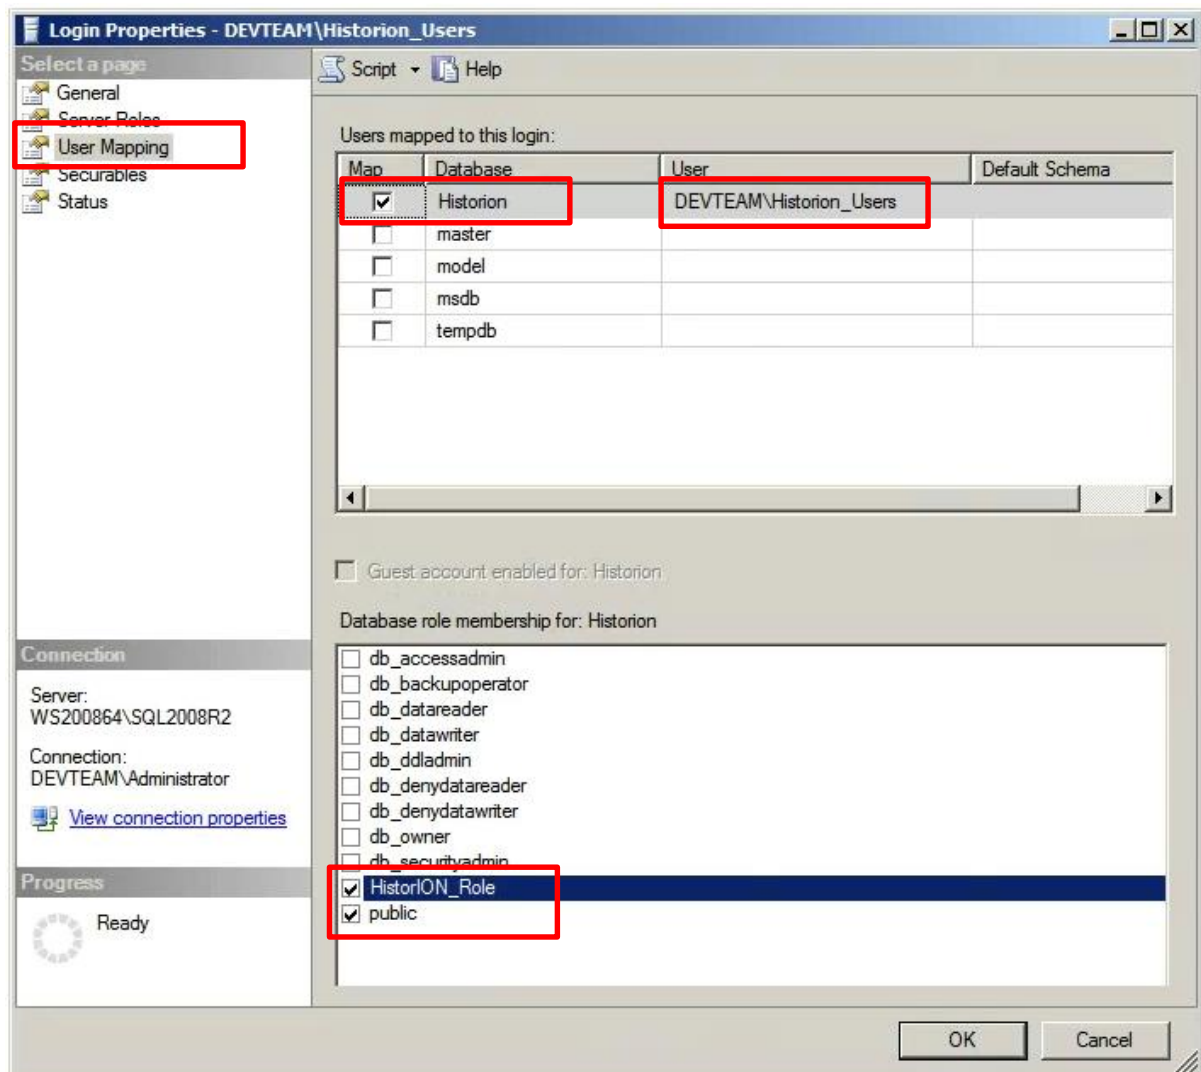 Login Properties - DEVTEAM\Historion_Users
Select a page
General
Server Roles
User Mapping
Securables
Status
Script
Help
Users mapped to this login:
Map Database User Default Schema
Historion DEVTEAM\Historion_Users
master
model
msdb
tempdb
Guest account enabled for: Historion
Database role membership for: Historion
db_accessadmin
db_backupoperator
db_datareader
db_datawriter
db_ddladmin
db_denydatareader
db_denydatawriter
db_owner
db_securityadmin
HistorION_Role
public
Connection
Server:
WS200864\SQL2008R2
Connection:
DEVTEAM\Administrator
View connection properties
Progress
Ready
OK Cancel